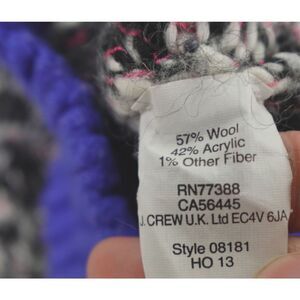 57% Wool
42% Acrylic
1% Other Fiber
RN77388
CA56445
J. CREW U.K. Ltd EC4V 6JA
Style 08181
HO 13